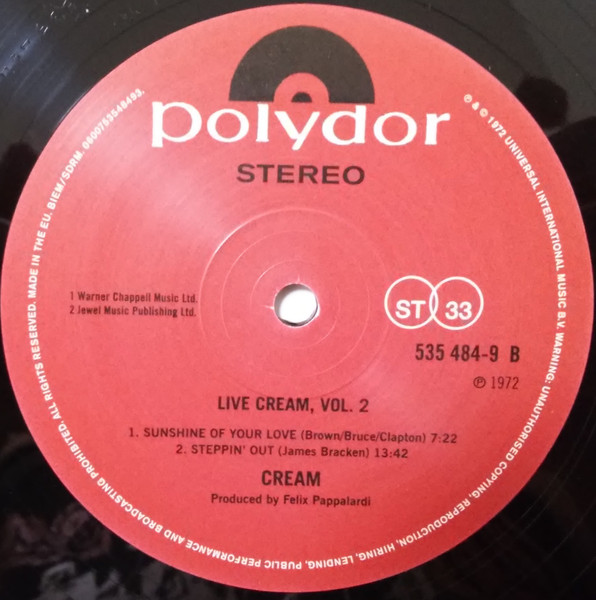 polydor
STEREO
1 Warner Chappell Music Ltd.
2 Jewel Music Publishing Ltd.
ST 33
535 484-9 B
℗ 1972
LIVE CREAM, VOL. 2
1. SUNSHINE OF YOUR LOVE (Brown/Bruce/Clapton) 7:22
2. STEPPIN' OUT (James Bracken) 13:42
CREAM
Produced by Felix Pappalardi
℗ & © 1972 UNIVERSAL INTERNATIONAL MUSIC B.V. WARNING: UNAUTHORISED COPYING, REPRODUCTION, HIRING, LENDING, PUBLIC PERFORMANCE AND BROADCASTING PROHIBITED. ALL RIGHTS RESERVED. MADE IN THE EU. BIEM/SDRM. 0600753548493.